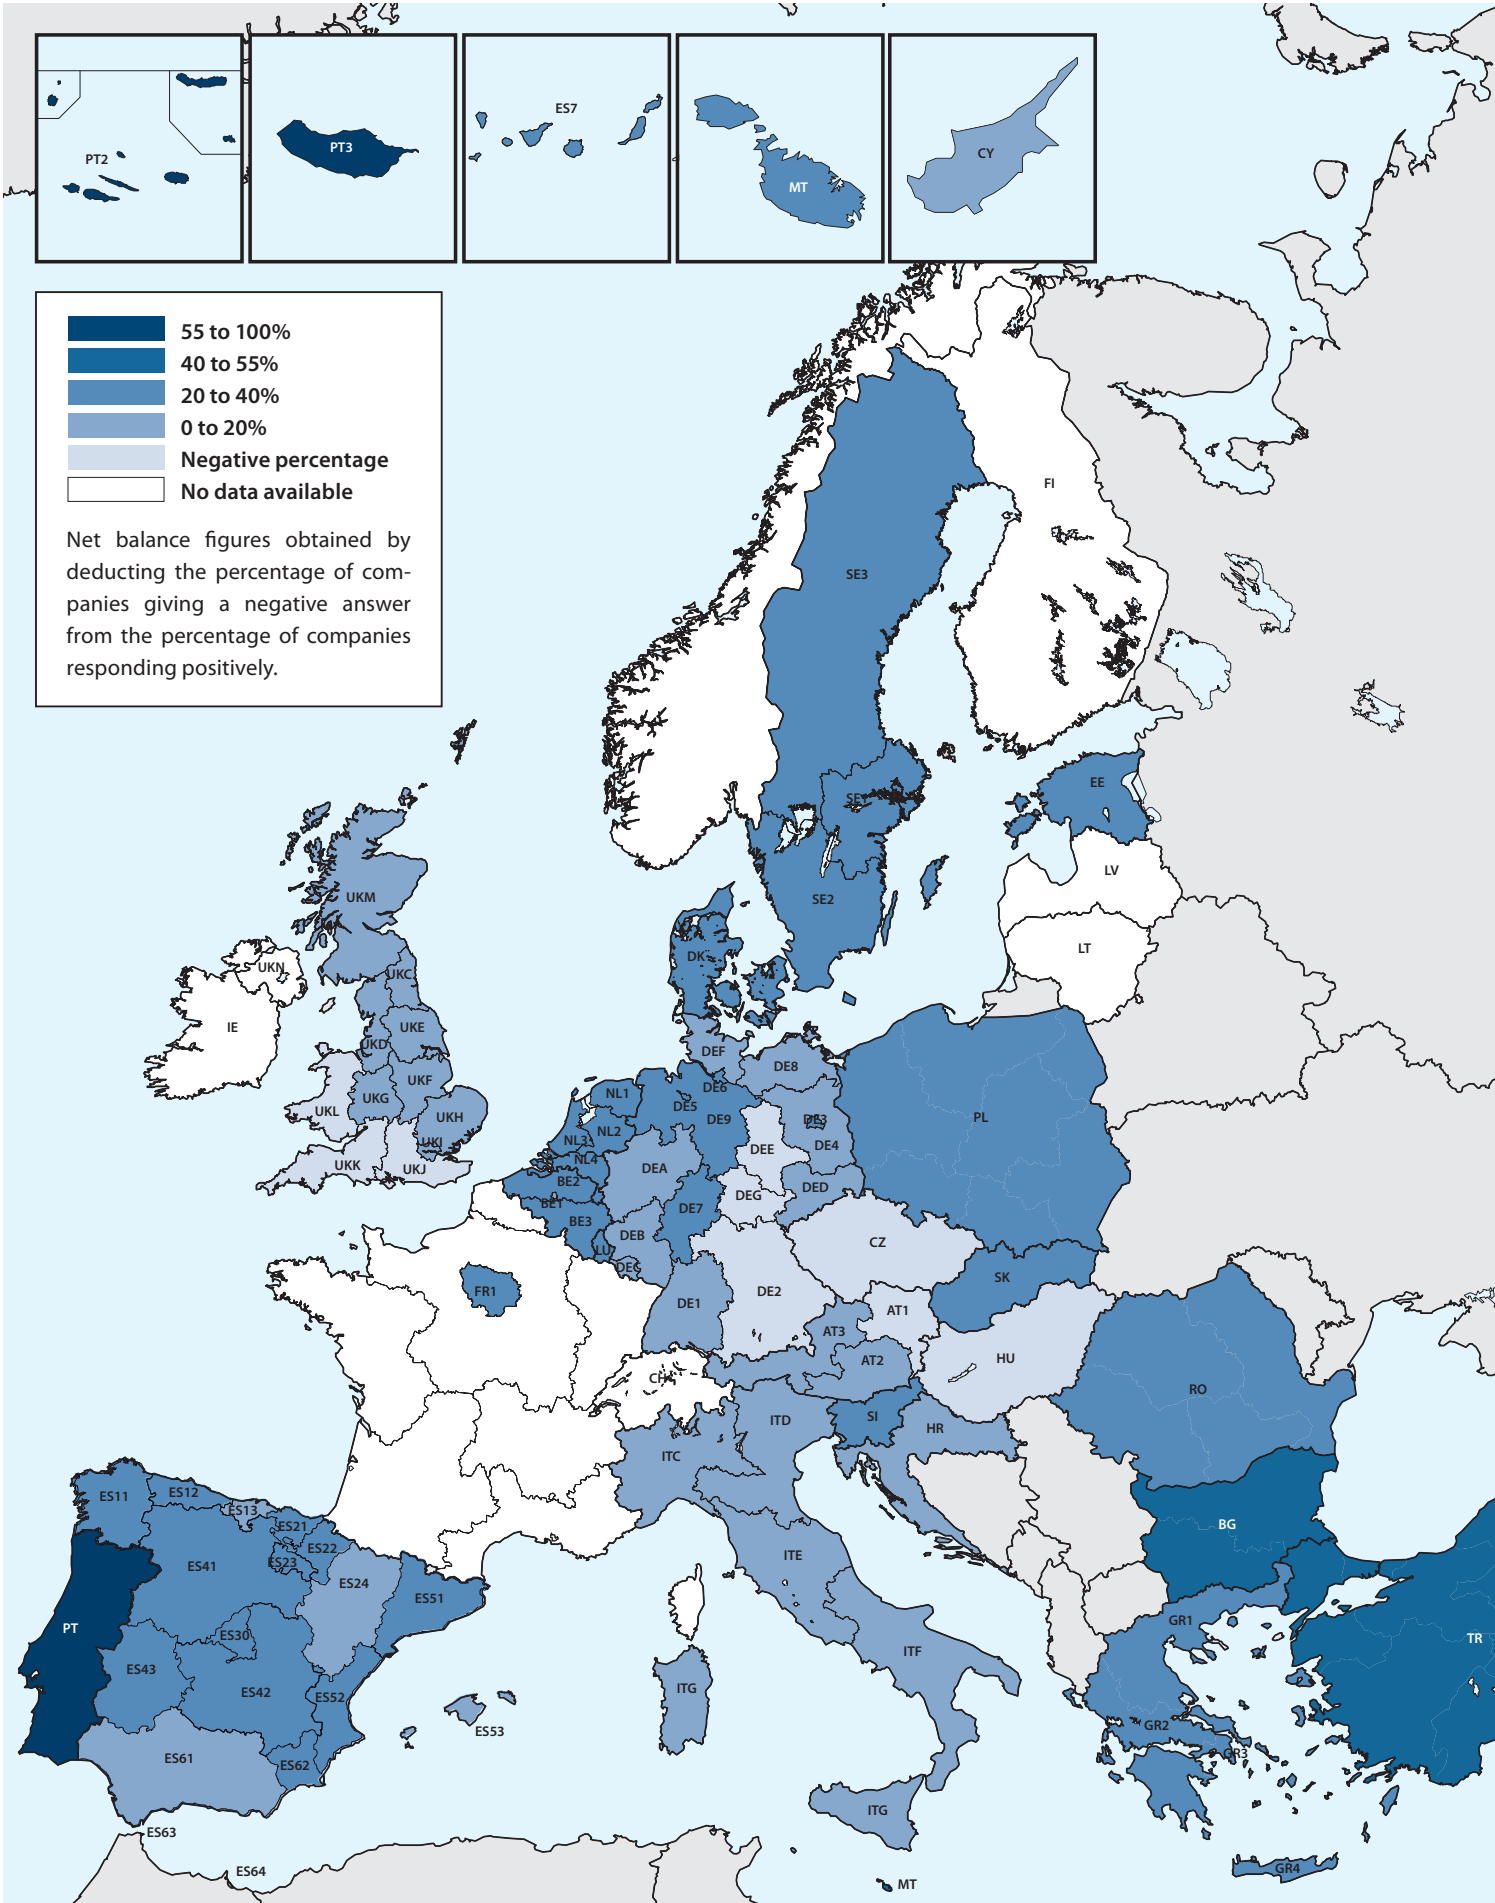 PT2
PT3
ES7
MT
CY
55 to 100%
40 to 55%
20 to 40%
0 to 20%
Negative percentage
No data available
Net balance figures obtained by
deducting the percentage of com-
panies giving a negative answer
from the percentage of companies
responding positively.
FI
SE3
EE
SE1
LV
UKM
SE2
LT
DK
UKN
UKC
IE
UKE
UKD
DEF
DE8
UKF
DE6
NL1
UKG
DE5
UKL
UKH
DE9
DE3
PL
NL2
NL3
UKI
DE4
DEE
NL4
UKK
UKJ
DEA
BE2
DED
DEG
BE1
DE7
BE3
DEB
CZ
LU
DEC
SK
FR1
DE2
DE1
AT1
AT3
HU
AT2
CH
RO
SI
ITD
HR
ITC
ES12
ES11
ES13
BG
ES21
ES22
ITE
ES23
ES41
ES24
ES51
GR1
PT
ES30
TR
ITF
ES43
ITG
ES42
ES52
GR2
ES53
GR3
ES61
ES62
ITG
ES63
GR4
ES64
MT